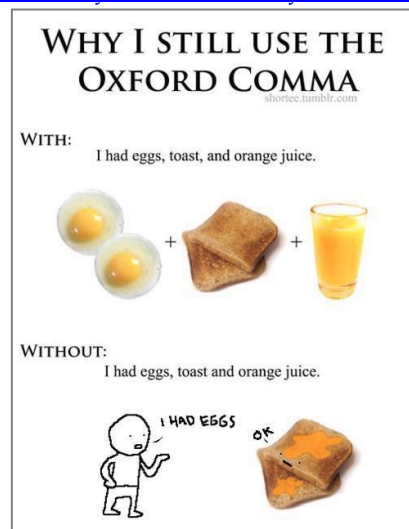 WHY I STILL USE THE
OXFORD COMMA
shortee.tumblr.com
WITH:
I had eggs, toast, and orange juice.
+
+
WITHOUT:
I had eggs, toast and orange juice.
I HAD EGGS
OK